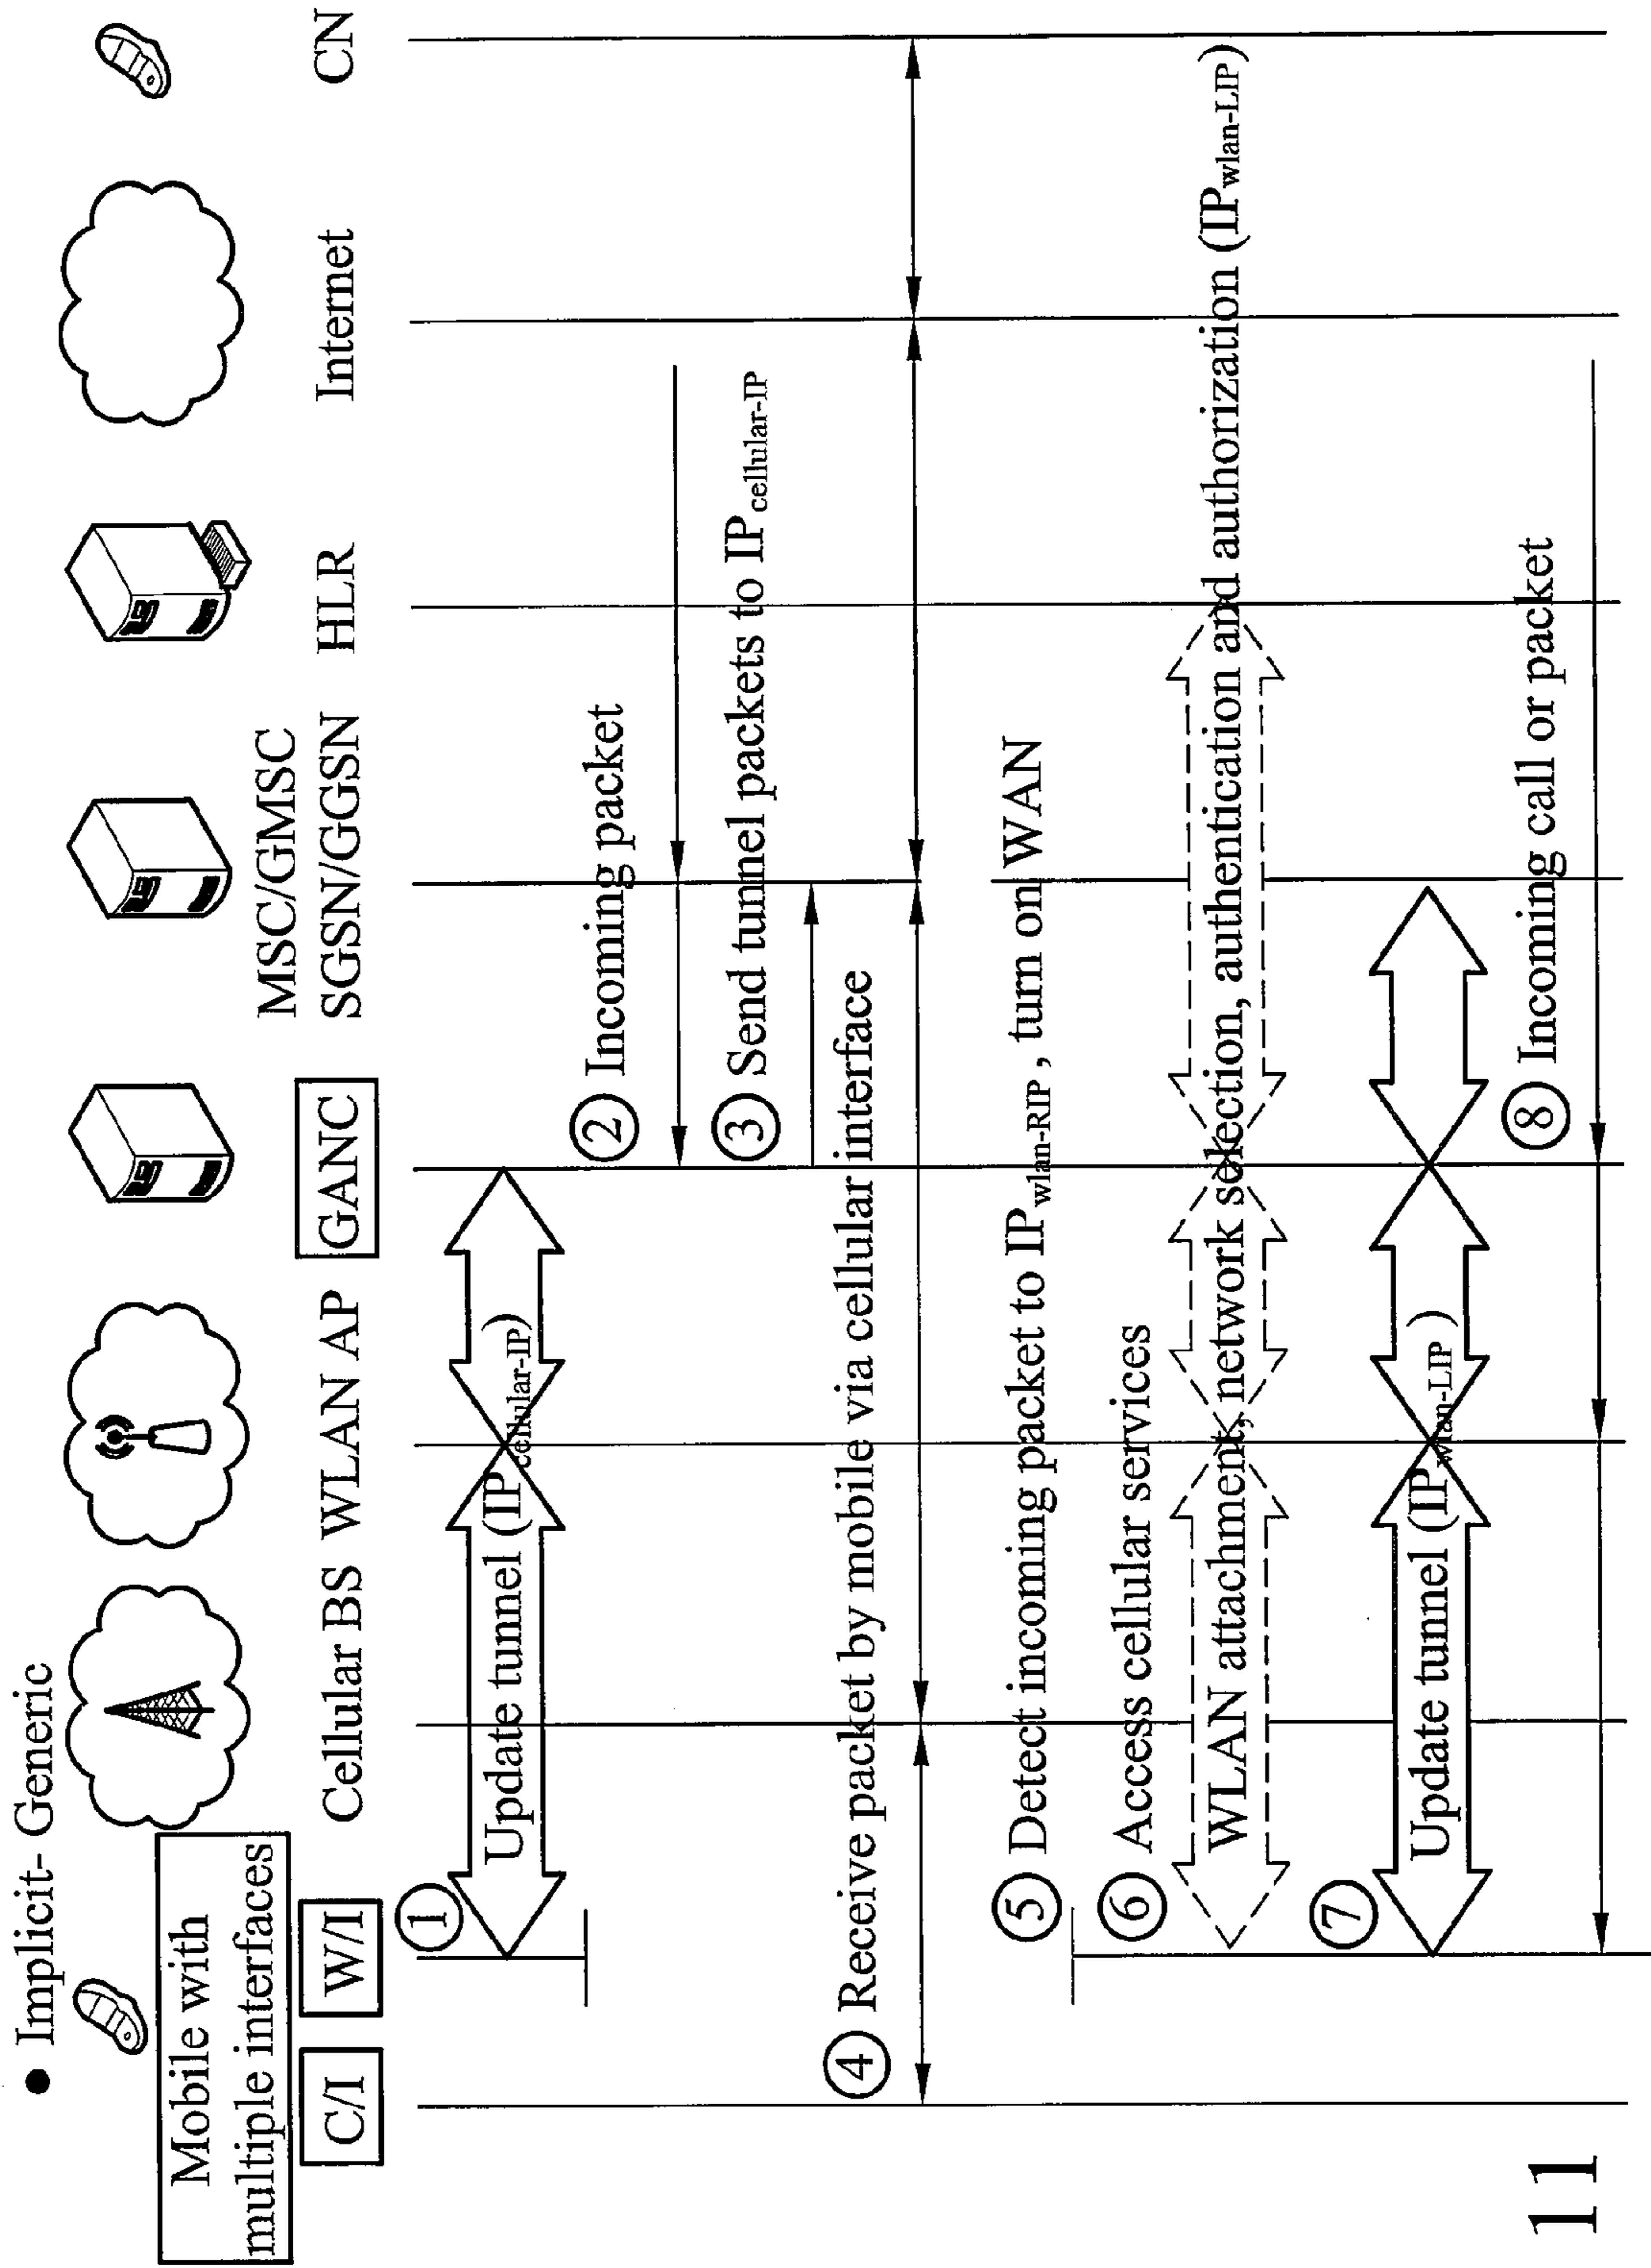 ● Implicit- Generic
Mobile with
multiple interfaces
C/I
W/I
Cellular BS
WLAN AP
GANC
MSC/GMSC
SGSN/GGSN
HLR
Internet
CN
① Update tunnel (IPcellular-IP)
② Incoming packet
③ Send tunnel packets to IPcellular-IP
④ Receive packet by mobile via cellular interface
⑤ Detect incoming packet to IPwlan-RIP, turn on WAN
⑥ Access cellular services
WLAN attachment, network selection, authentication and authorization (IPwlan-LIP)
⑦ Update tunnel (IPwlan-LIP )
⑧ Incoming call or packet
11